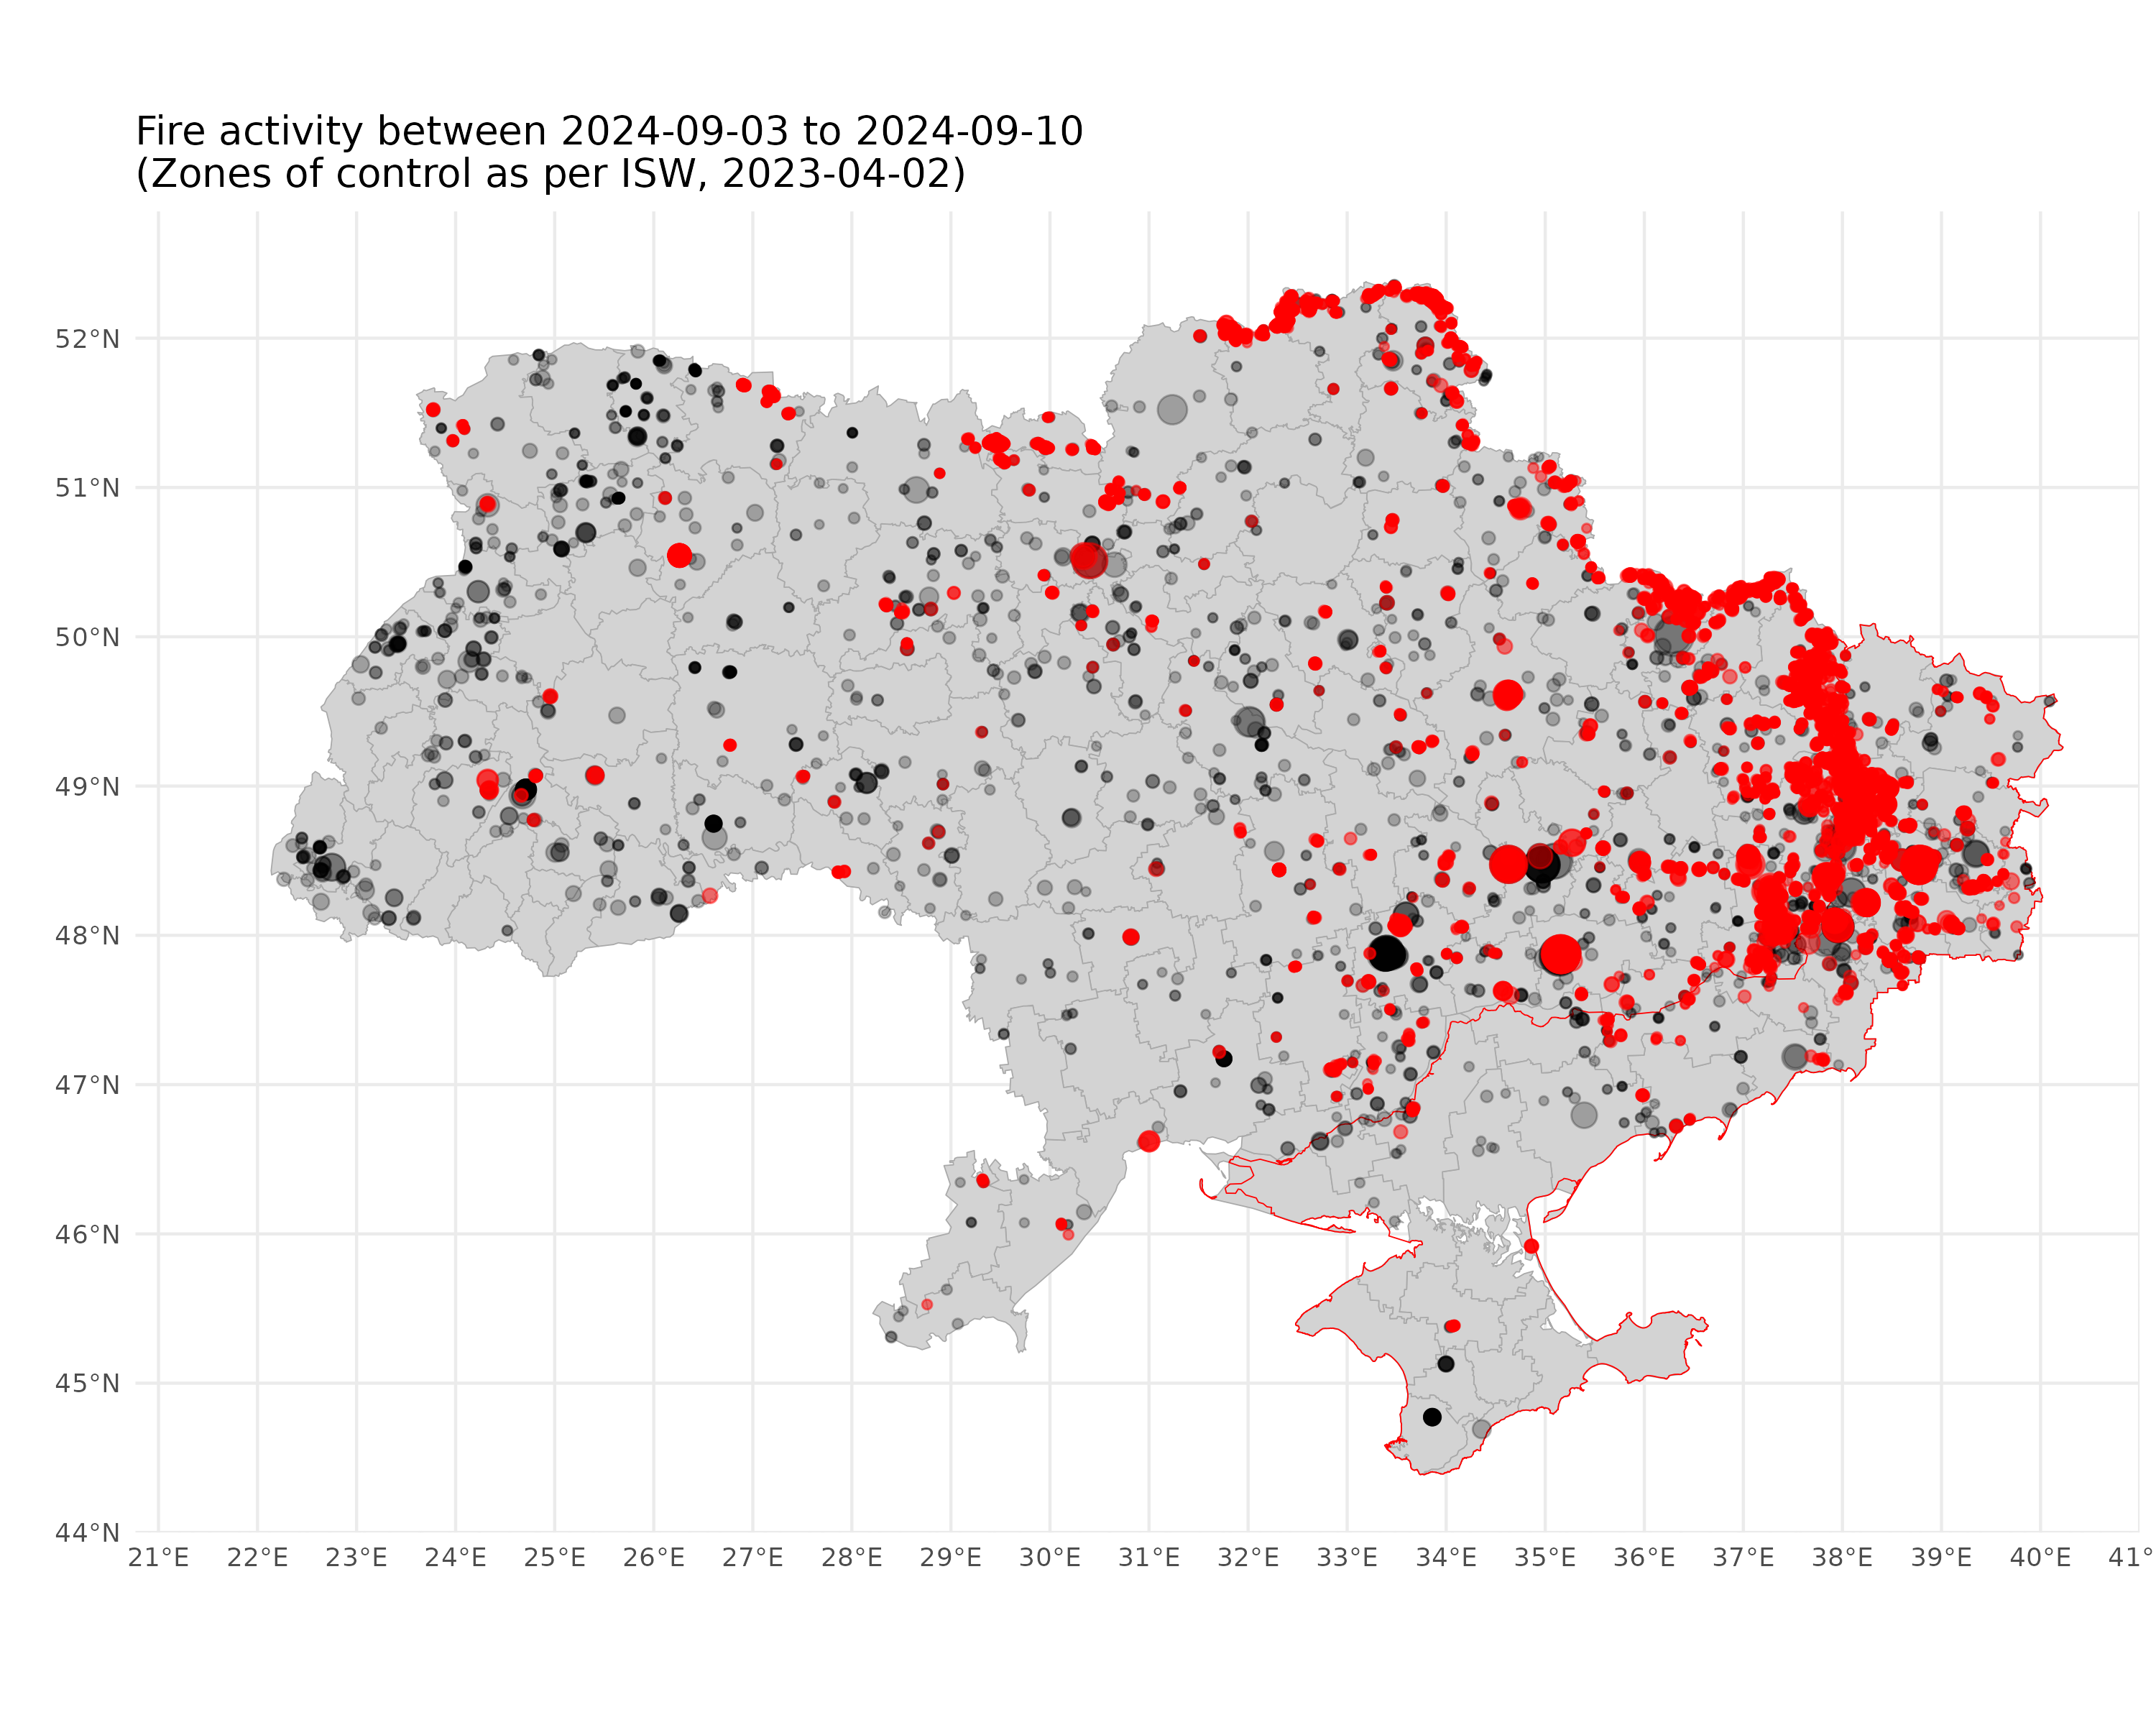 Fire activity between 2024-09-03 to 2024-09-10
(Zones of control as per ISW, 2023-04-02)
52°N
51°N
50°N
49°N
48°N
47°N
46°N
45°N
44°N
21°E 22°E 23°E 24°E 25°E 26°E 27°E 28°E 29°E 30°E 31°E 32°E 33°E 34°E 35°E 36°E 37°E 38°E 39°E 40°E 41°